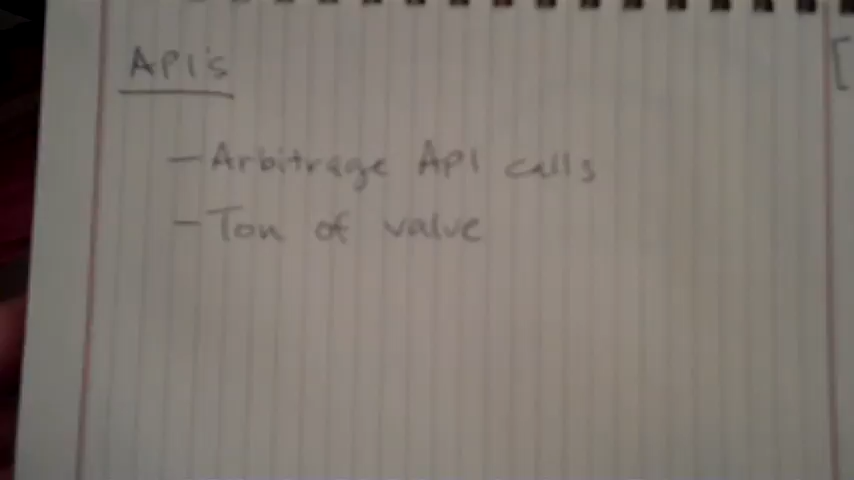 API's
- Arbitrage API calls
- Ton of value
[